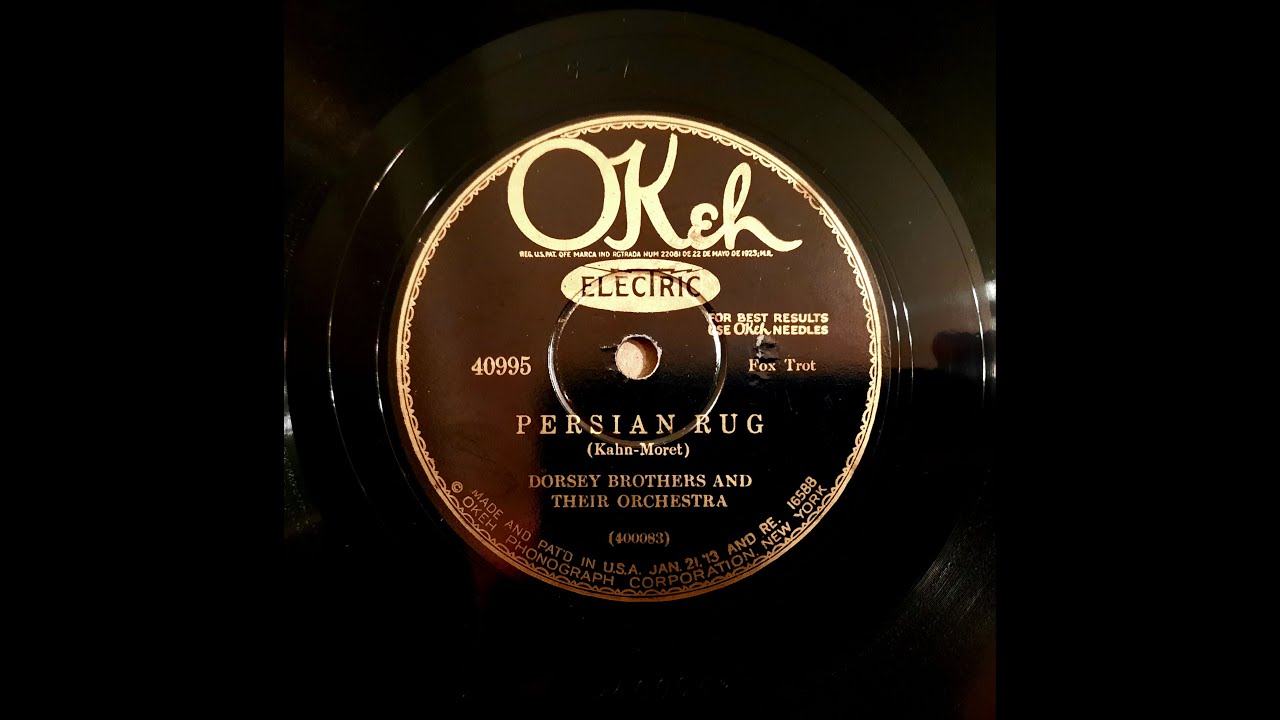 OKeh
REG. U.S. PAT. OFF. MARCA IND RGTRADA NUM 22081 DE 22 DE MAYO DE 1923; M.R.
ELECTRIC
FOR BEST RESULTS
USE OKeh NEEDLES
40995
Fox Trot
PERSIAN RUG
(Kahn-Moret)
DORSEY BROTHERS AND
THEIR ORCHESTRA
(400083)
MADE AND PAT'D IN U.S.A. JAN. 21, '13 AND RE. 16588
© OKEH PHONOGRAPH CORPORATION, NEW YORK